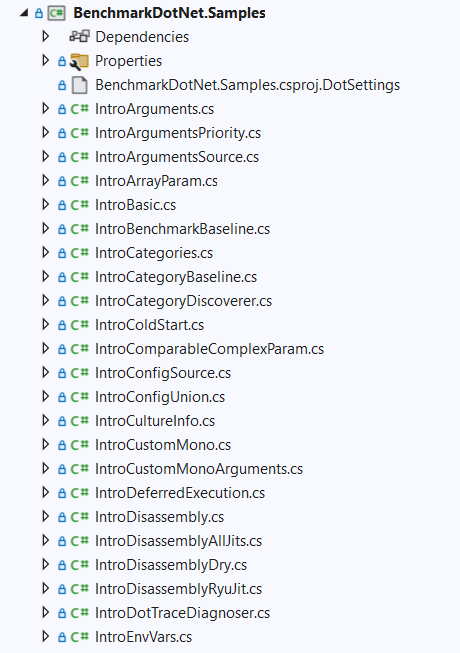 BenchmarkDotNet.Samples
Dependencies
Properties
BenchmarkDotNet.Samples.csproj.DotSettings
C# IntroArguments.cs
C# IntroArgumentsPriority.cs
C# IntroArgumentsSource.cs
C# IntroArrayParam.cs
C# IntroBasic.cs
C# IntroBenchmarkBaseline.cs
C# IntroCategories.cs
C# IntroCategoryBaseline.cs
C# IntroCategoryDiscoverer.cs
C# IntroColdStart.cs
C# IntroComparableComplexParam.cs
C# IntroConfigSource.cs
C# IntroConfigUnion.cs
C# IntroCultureInfo.cs
C# IntroCustomMono.cs
C# IntroCustomMonoArguments.cs
C# IntroDeferredExecution.cs
C# IntroDisassembly.cs
C# IntroDisassemblyAllJits.cs
C# IntroDisassemblyDry.cs
C# IntroDisassemblyRyuJit.cs
C# IntroDotTraceDiagnoser.cs
C# IntroEnvVars.cs